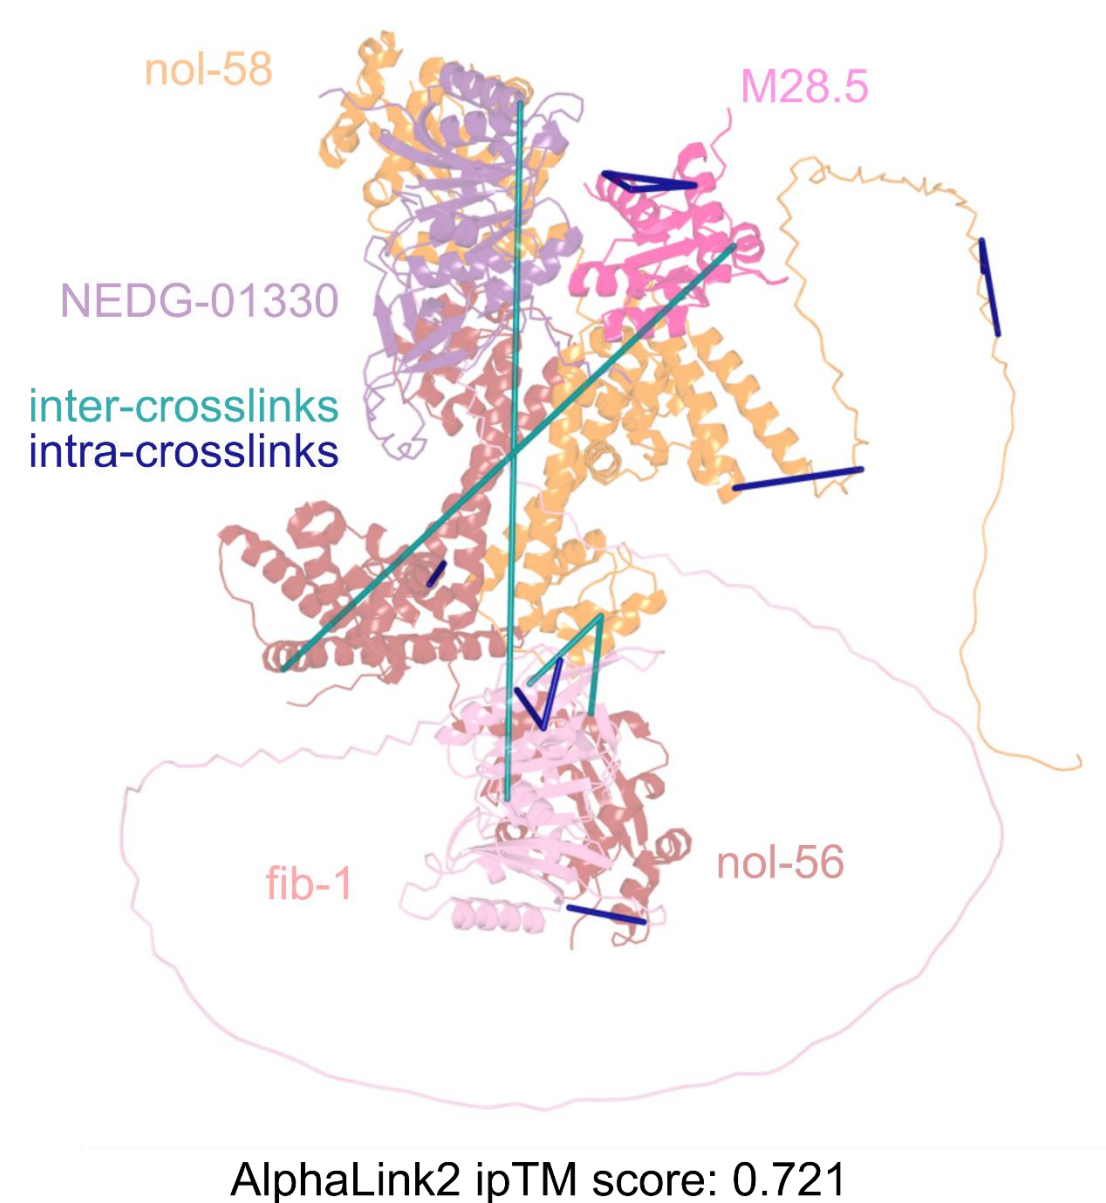 nol-58
M28.5
NEDG-01330
inter-crosslinks
intra-crosslinks
fib-1
nol-56
AlphaLink2 ipTM score: 0.721